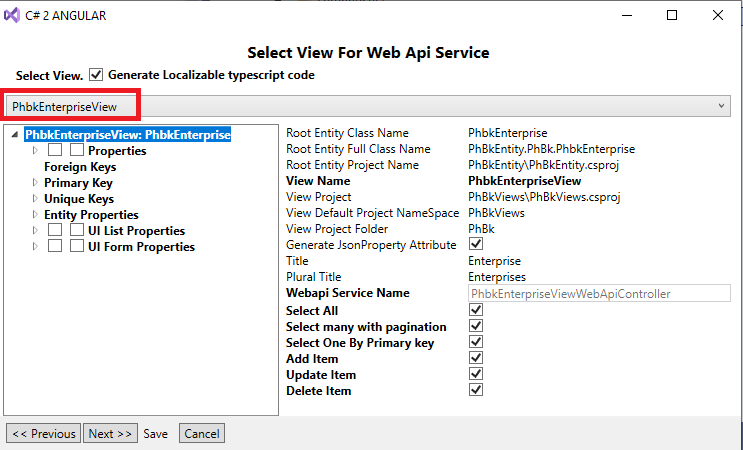 C# 2 ANGULAR
Select View For Web Api Service
Select View. Generate Localizable typescript code
PhbkEnterpriseView
PhbkEnterpriseView: PhbkEnterprise
Properties
Foreign Keys
Primary Key
Unique Keys
Entity Properties
UI List Properties
UI Form Properties
Root Entity Class Name PhbkEnterprise
Root Entity Full Class Name PhBkEntity.PhBk.PhbkEnterprise
Root Entity Project Name PhBkEntity\PhBkEntity.csproj
View Name PhbkEnterpriseView
View Project PhBkViews\PhBkViews.csproj
View Default Project NameSpace PhBkViews
View Project Folder PhBk
Generate JsonProperty Attribute
Title Enterprise
Plural Title Enterprises
Webapi Service Name PhbkEnterpriseViewWebApiController
Select All
Select many with pagination
Select One By Primary key
Add Item
Update Item
Delete Item
<< Previous Next >> Save Cancel